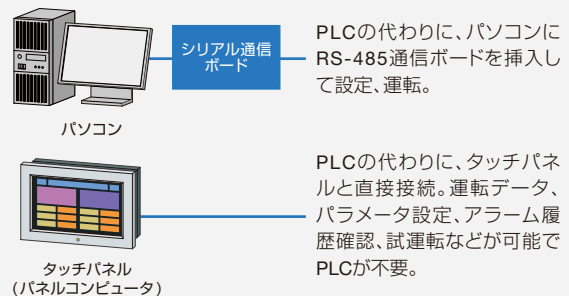 シリアル通信
ボード
PLCの代わりに、パソコンに
RS-485通信ボードを挿入し
て設定、運転。
パソコン
PLCの代わりに、タッチパネ
ルと直接接続。運転データ、
パラメータ設定、アラーム履
歴確認、試運転などが可能で
PLCが不要。
タッチパネル
(パネルコンピュータ)